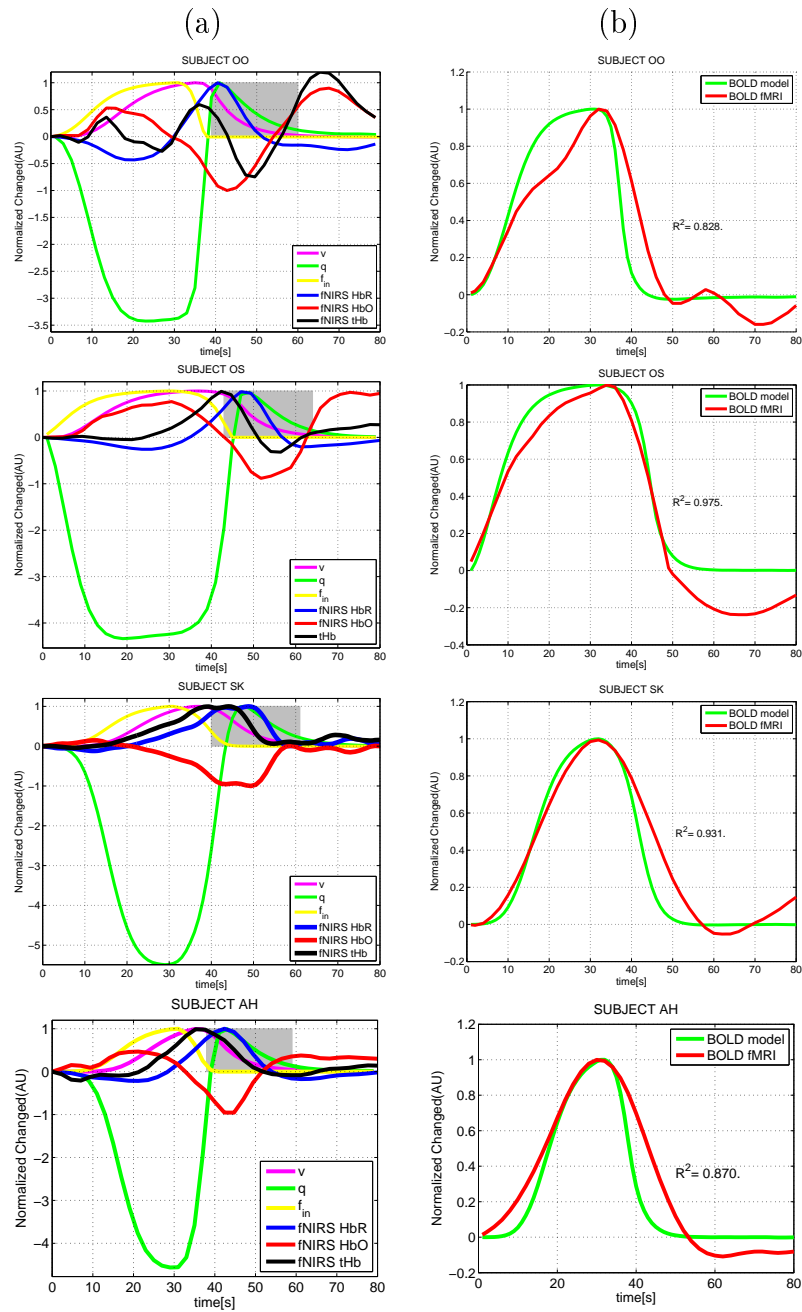 (a)
(b)
SUBJECT OO
1
0.5
0
-0.5
-1
-1.5
-2
-2.5
-3
-3.5
0 10 20 30 40 50 60 70 80
time[s]
Normalized Changed(AU)
v
q
f_in
fNIRS HbR
fNIRS HbO
fNIRS tHb
SUBJECT OO
1.2
1
0.8
0.6
0.4
0.2
0
-0.2
0 10 20 30 40 50 60 70 80
time[s]
Normalized Changed(AU)
BOLD model
BOLD fMRI
R²= 0.828.
SUBJECT OS
1
0
-1
-2
-3
-4
0 10 20 30 40 50 60 70 80
time[s]
Normalized Changed(AU)
v
q
f_in
fNIRS HbR
fNIRS HbO
tHb
SUBJECT OS
1
0.8
0.6
0.4
0.2
0
-0.2
-0.4
0 10 20 30 40 50 60 70 80
time[s]
Normalized Changed(AU)
BOLD model
BOLD fMRI
R²= 0.975.
SUBJECT SK
1
0
-1
-2
-3
-4
-5
0 10 20 30 40 50 60 70 80
time[s]
Normalized Changed(AU)
v
q
f_in
fNIRS HbR
fNIRS HbO
fNIRS tHb
SUBJECT SK
1.2
1
0.8
0.6
0.4
0.2
0
-0.2
0 10 20 30 40 50 60 70 80
time[s]
Normalized Changed(AU)
BOLD model
BOLD fMRI
R²= 0.931.
SUBJECT AH
1
0
-1
-2
-3
-4
0 10 20 30 40 50 60 70 80
time[s]
Normalized Changed(AU)
v
q
f_in
fNIRS HbR
fNIRS HbO
fNIRS tHb
SUBJECT AH
1.2
1
0.8
0.6
0.4
0.2
0
-0.2
0 20 40 60 80
time[s]
Normalized Changed(AU)
BOLD model
BOLD fMRI
R²= 0.870.